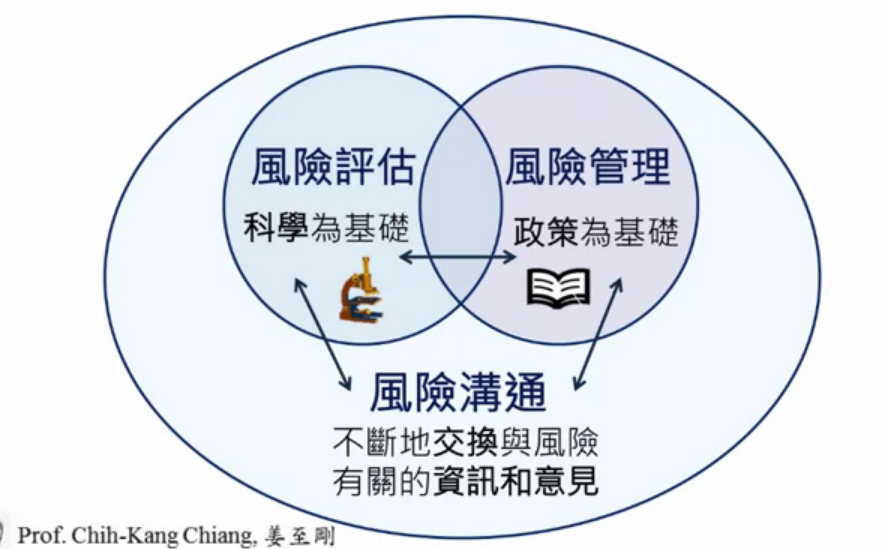 風險評估
科學為基礎
風險管理
政策為基礎
風險溝通
不斷地交換與風險
有關的資訊和意見
Prof. Chih-Kang Chiang, 姜至剛